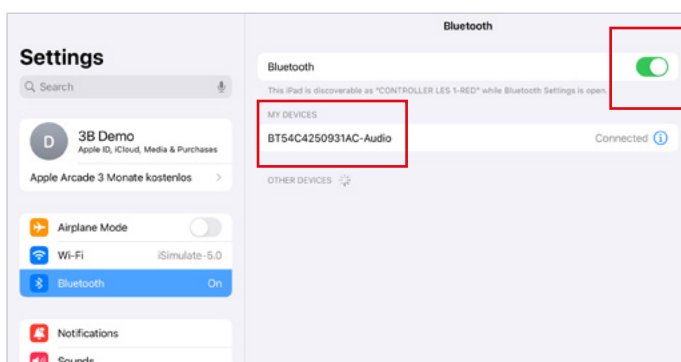 Settings
Search
D
3B Demo
Apple ID, iCloud, Media & Purchases
Apple Arcade 3 Monate kostenlos
Airplane Mode
Wi-Fi iSimulate-5.0
Bluetooth On
Notifications
Sounds
Bluetooth
Bluetooth
This iPad is discoverable as "CONTROLLER LES 1-RED" while Bluetooth Settings is open.
MY DEVICES
BT54C4250931AC-Audio Connected
OTHER DEVICES